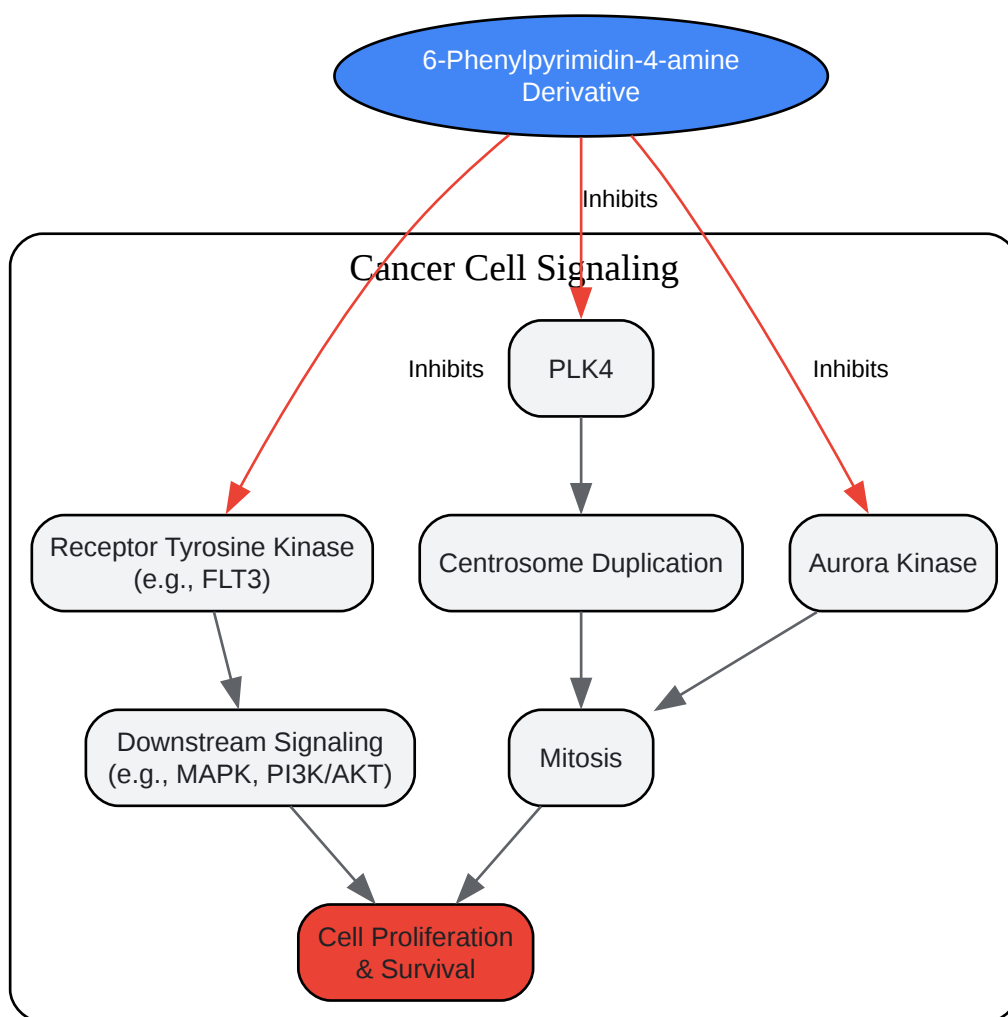 6-Phenylpyrimidin-4-amine
Derivative
Inhibits
Cancer Cell Signaling
Inhibits
PLK4
Inhibits
Receptor Tyrosine Kinase
(e.g., FLT3)
Centrosome Duplication
Aurora Kinase
Downstream Signaling
(e.g., MAPK, PI3K/AKT)
Mitosis
Cell Proliferation
& Survival